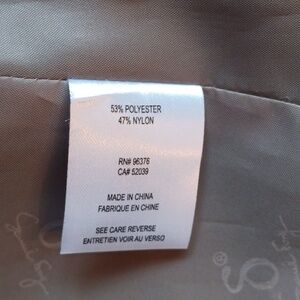 53% POLYESTER
47% NYLON
RN# 96376
CA# 52039
MADE IN CHINA
FABRIQUE EN CHINE
SEE CARE REVERSE
ENTRETIEN VOIR AU VERSO